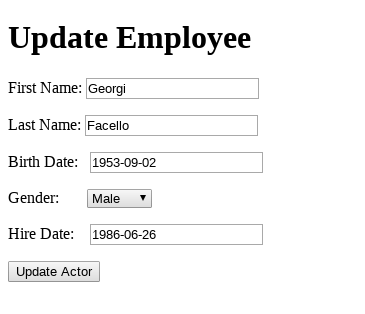 Update Employee
First Name: Georgi
Last Name: Facello
Birth Date: 1953-09-02
Gender: Male
Hire Date: 1986-06-26
Update Actor